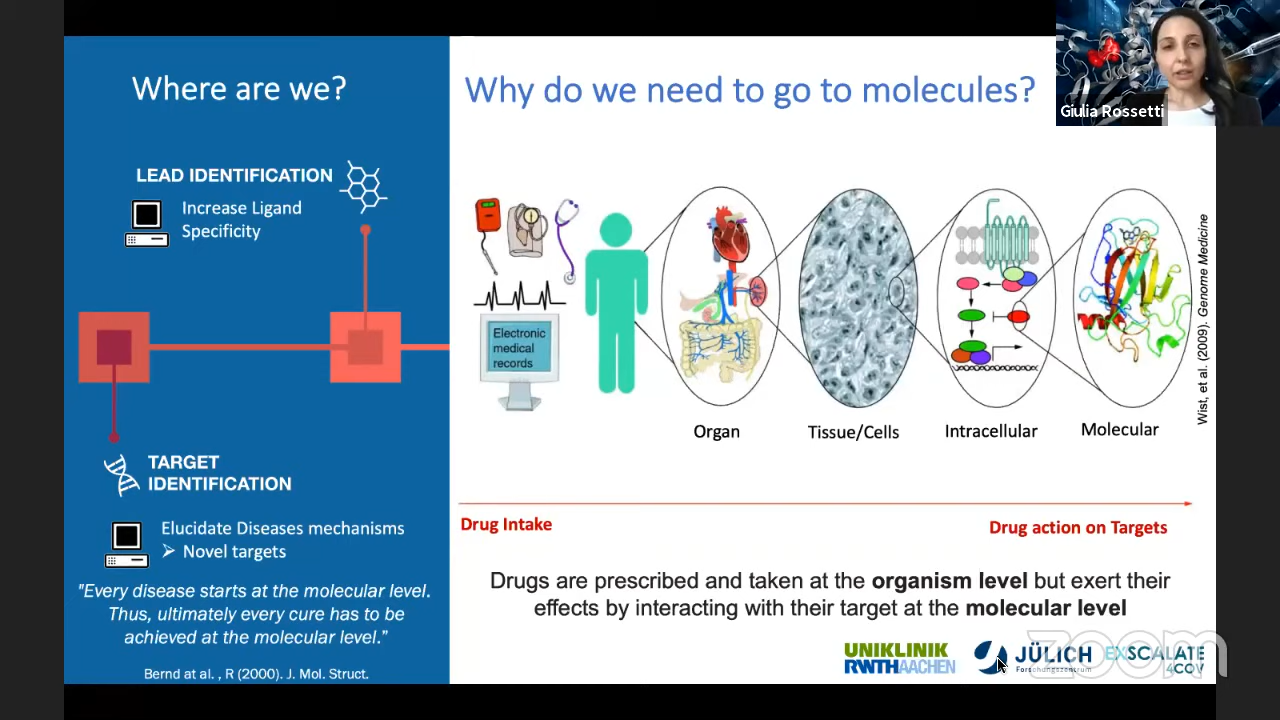 Where are we?
LEAD IDENTIFICATION
Increase Ligand
Specificity
TARGET
IDENTIFICATION
Elucidate Diseases mechanisms
➢ Novel targets
"Every disease starts at the molecular level.
Thus, ultimately every cure has to be
achieved at the molecular level."
Bernd at al. , R (2000). J. Mol. Struct.
Why do we need to go to molecules?
Giulia Rossetti
Electronic
medical
records
Organ
Tissue/Cells
Intracellular
Molecular
Wist, et al. (2009). Genome Medicine
Drug Intake
Drug action on Targets
Drugs are prescribed and taken at the organism level but exert their
effects by interacting with their target at the molecular level
UNIKLINIK
RWTHAACHEN
JÜLICH
Forschungszentrum
EXSCALATE
4COV
zoom